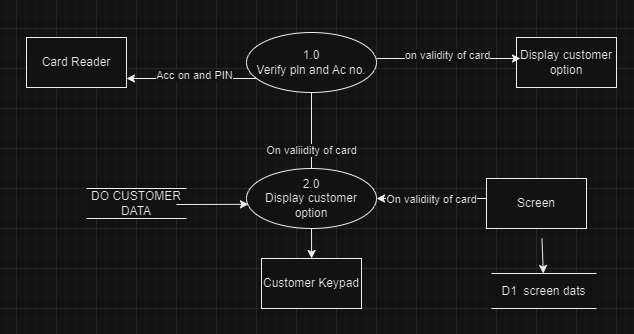 Card Reader
1.0
Verify pIn and Ac no.
on validity of card
Display customer
option
Acc on and PIN
On valiidity of card
2.0
Display customer
option
DO CUSTOMER
DATA
On validiity of card
Screen
Customer Keypad
D1 screen dats